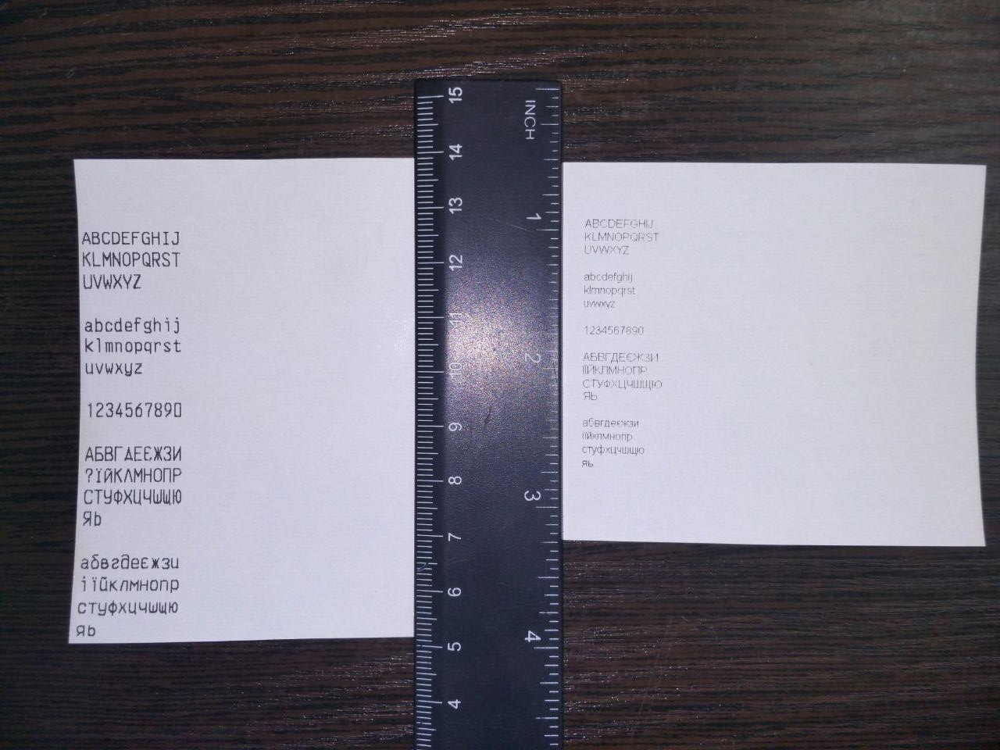 ABCDEFGHIJ
KLMNOPQRST
UVWXYZ
abcdefghij
klmnopqrst
uvwxyz
1234567890
АБВГДЕЄЖЗИ
?ЇЙКЛМНОПР
СТУФХЦЧШЩЮ
ЯЬ
абвгдеєжзи
іїйклмнопр
стуфхцчшщю
яь
15
14
13
12
11
10
9
8
7
6
5
4
INCH
1
2
3
4
ABCDEFGHIJ
KLMNOPQRST
UVWXYZ
abcdefghij
klmnopqrst
uvwxyz
1234567890
АБВГДЕЄЖЗИ
ІЇЙКЛМНОПР
СТУФХЦЧШЩЮ
ЯЬ
абвгдеєжзи
іїйклмнопр
стуфхцчшщю
яь